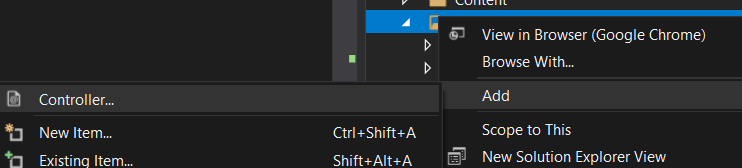 Content
View in Browser (Google Chrome)
Browse With...
Add
Controller...
New Item... Ctrl+Shift+A
Existing Item... Shift+Alt+A
Scope to This
New Solution Explorer View